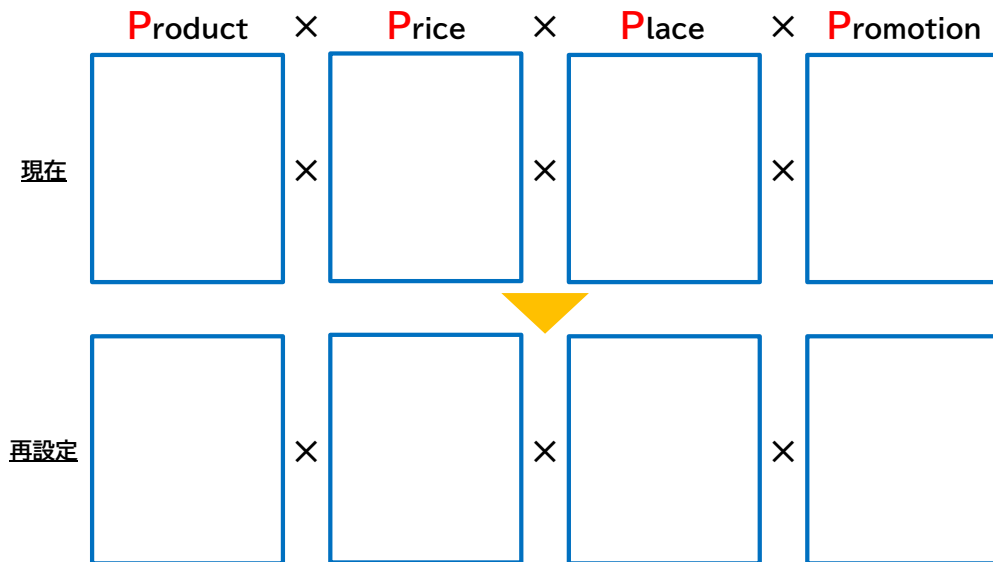 Product × Price × Place × Promotion
現在 × × ×
再設定 × × ×